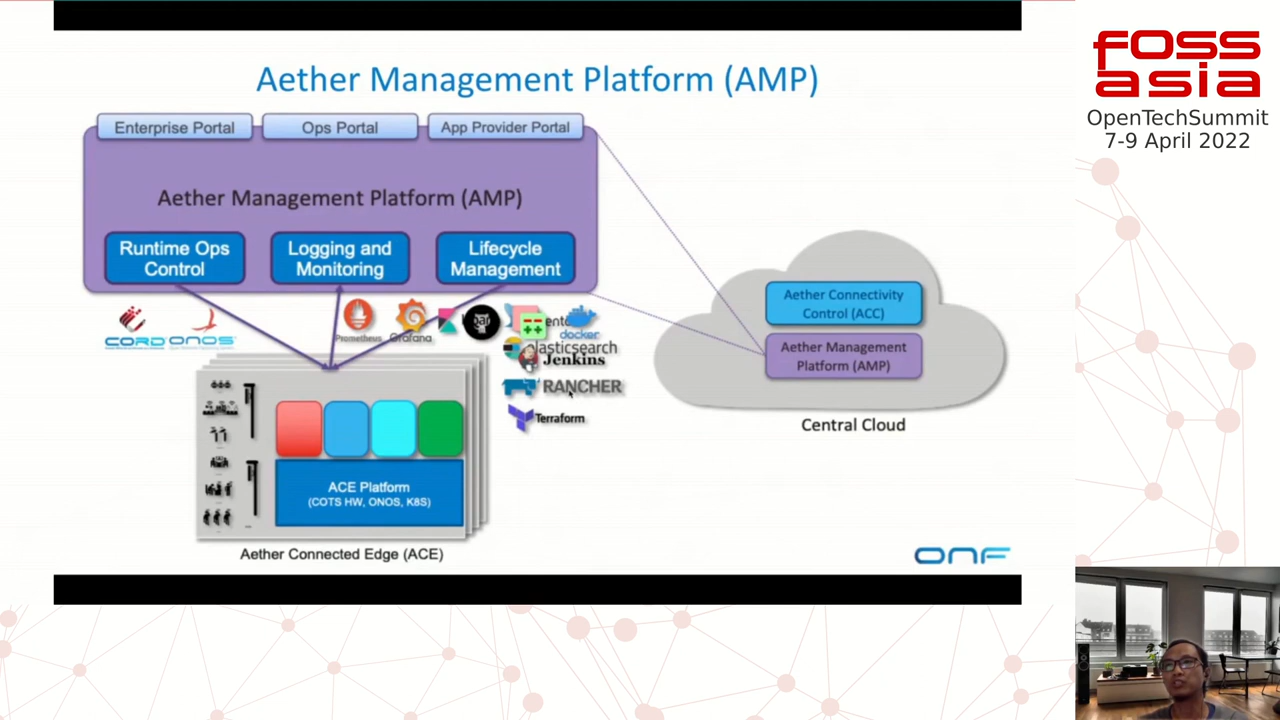 Aether Management Platform (AMP)
Enterprise Portal
Ops Portal
App Provider Portal
Aether Management Platform (AMP)
Runtime Ops
Control
Logging and
Monitoring
Lifecycle
Management
CORD
ONOS
Prometheus
Grafana
docker
elasticsearch
Jenkins
RANCHER
Terraform
ACE Platform
(COTS HW, ONOS, K8S)
Aether Connected Edge (ACE)
Aether Connectivity
Control (ACC)
Aether Management
Platform (AMP)
Central Cloud
ONF
FOSS
asia
OpenTechSummit
7-9 April 2022